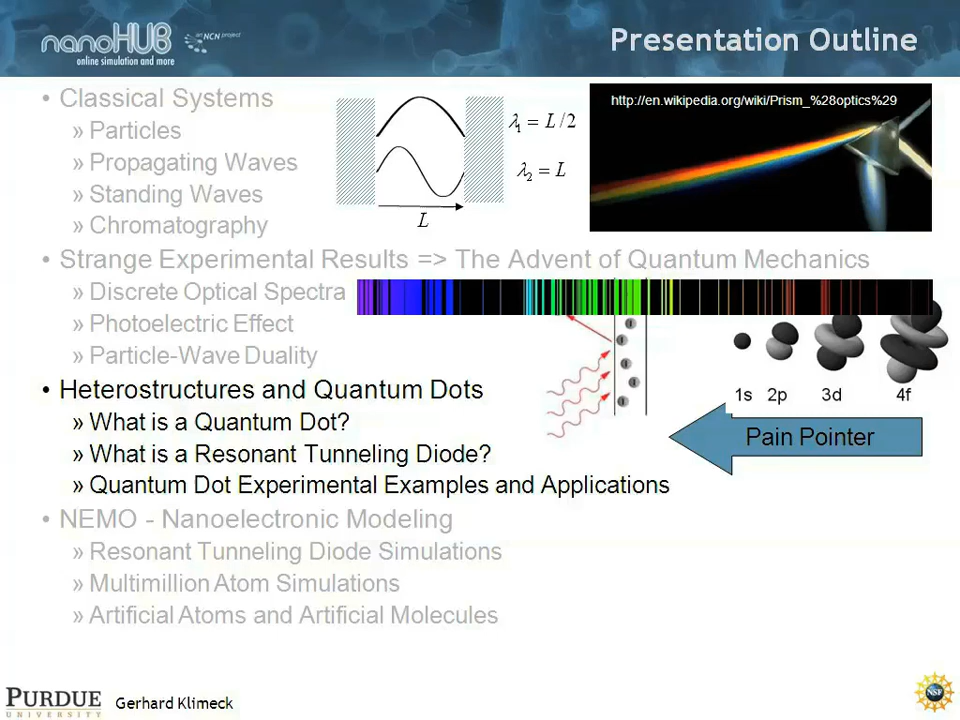 nanoHUB an NCN project
online simulation and more
Presentation Outline
• Classical Systems
» Particles
» Propagating Waves
» Standing Waves
» Chromatography
λ₁ = L/2
λ₂ = L
L
http://en.wikipedia.org/wiki/Prism_%28optics%29
• Strange Experimental Results => The Advent of Quantum Mechanics
» Discrete Optical Spectra
» Photoelectric Effect
» Particle-Wave Duality
1s 2p 3d 4f
• Heterostructures and Quantum Dots
» What is a Quantum Dot?
» What is a Resonant Tunneling Diode?
» Quantum Dot Experimental Examples and Applications
Pain Pointer
• NEMO - Nanoelectronic Modeling
» Resonant Tunneling Diode Simulations
» Multimillion Atom Simulations
» Artificial Atoms and Artificial Molecules
PURDUE
UNIVERSITY
Gerhard Klimeck
NSF